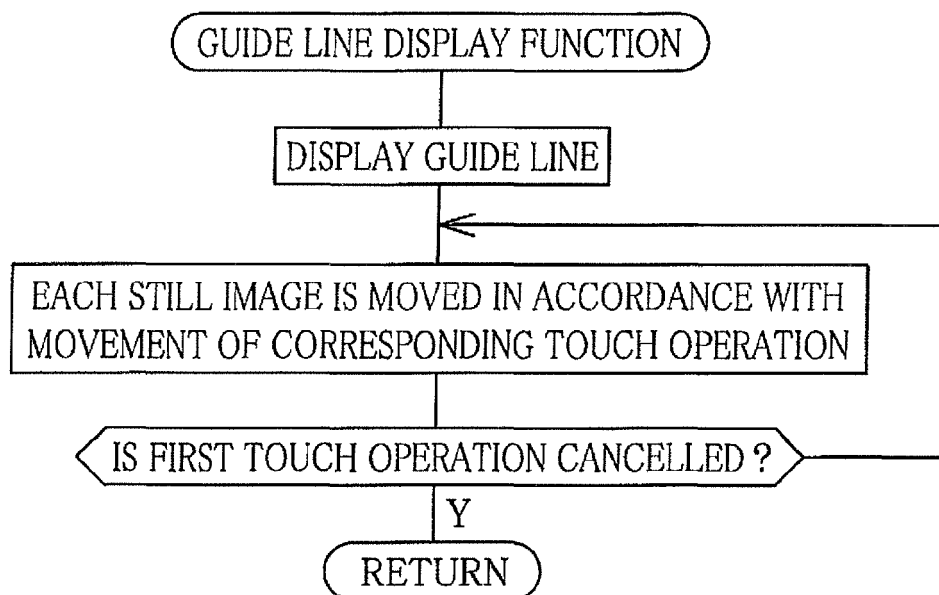 GUIDE LINE DISPLAY FUNCTION
DISPLAY GUIDE LINE
EACH STILL IMAGE IS MOVED IN ACCORDANCE WITH
MOVEMENT OF CORRESPONDING TOUCH OPERATION
IS FIRST TOUCH OPERATION CANCELLED ?
Y
RETURN